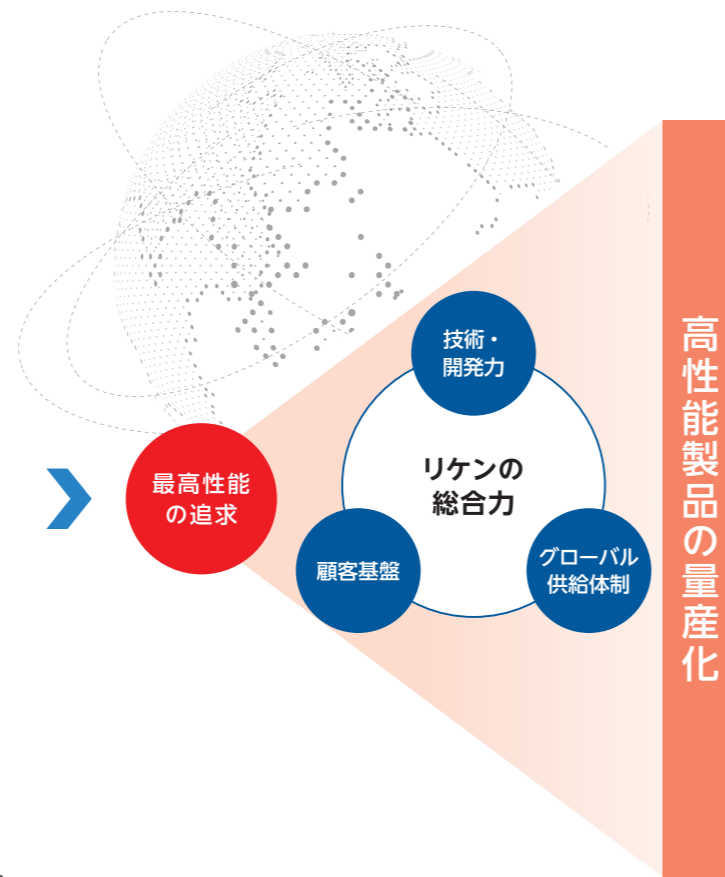 最高性能
の追求
技術・
開発力
リケンの
総合力
顧客基盤
グローバル
供給体制
高性能製品の量産化